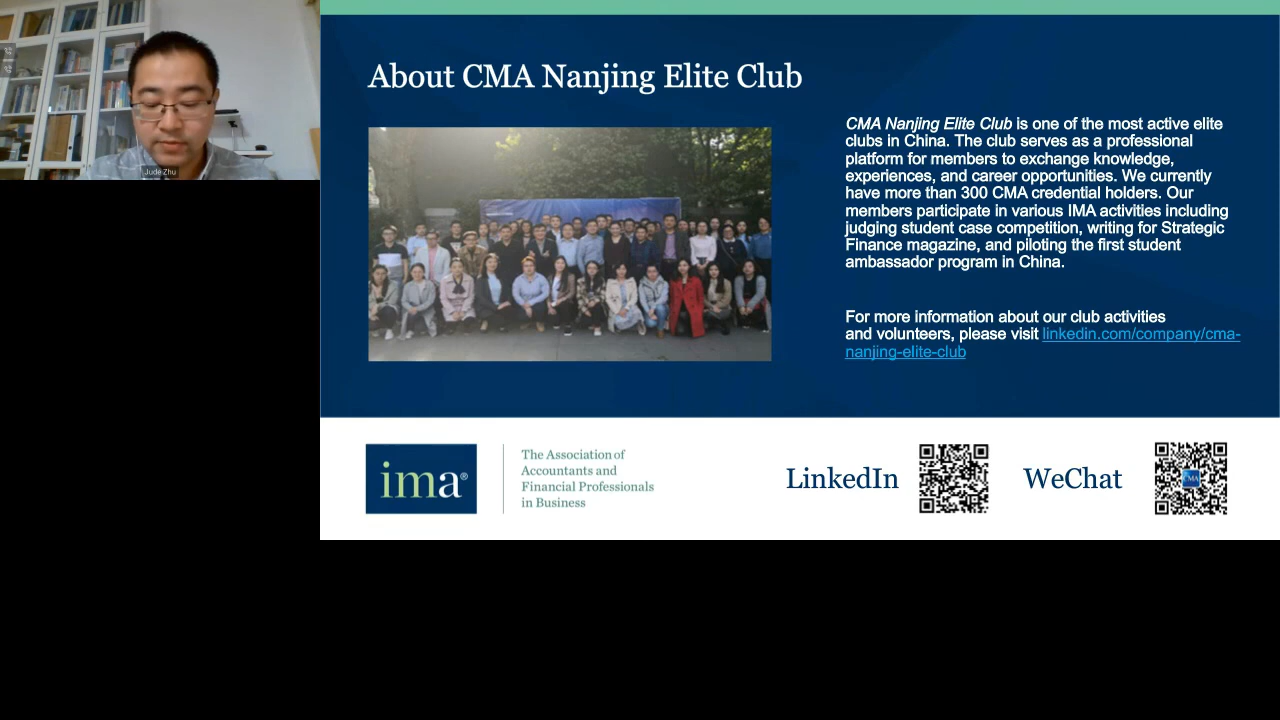 Jude Zhu
About CMA Nanjing Elite Club
CMA Nanjing Elite Club is one of the most active elite
clubs in China. The club serves as a professional
platform for members to exchange knowledge,
experiences, and career opportunities. We currently
have more than 300 CMA credential holders. Our
members participate in various IMA activities including
judging student case competition, writing for Strategic
Finance magazine, and piloting the first student
ambassador program in China.
For more information about our club activities
and volunteers, please visit linkedin.com/company/cma-
nanjing-elite-club
ima®
The Association of
Accountants and
Financial Professionals
in Business
LinkedIn
WeChat
CMA